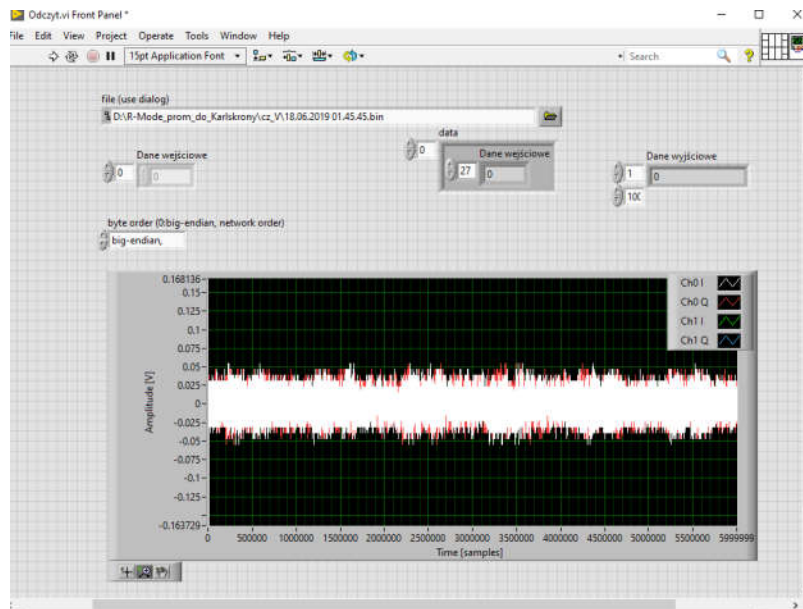 Odczyt.vi Front Panel *
File Edit View Project Operate Tools Window Help
15pt Application Font Search
file (use dialog)
D:\R-Mode_prom_do_Karlskrony\cz_V\18.06.2019 01.45.45.bin
data
Dane wejściowe
0 0
0 27 Dane wejściowe 0
Dane wyjściowe
1 0
100
byte order (0:big-endian, network order)
big-endian,
Ch0 I
Ch0 Q
Ch1 I
Ch1 Q
Amplitude [V]
0.168136
0.15
0.125
0.1
0.075
0.05
0.025
0
-0.025
-0.05
-0.075
-0.1
-0.125
-0.163729
0 500000 1000000 1500000 2000000 2500000 3000000 3500000 4000000 4500000 5000000 5500000 5999999
Time [samples]